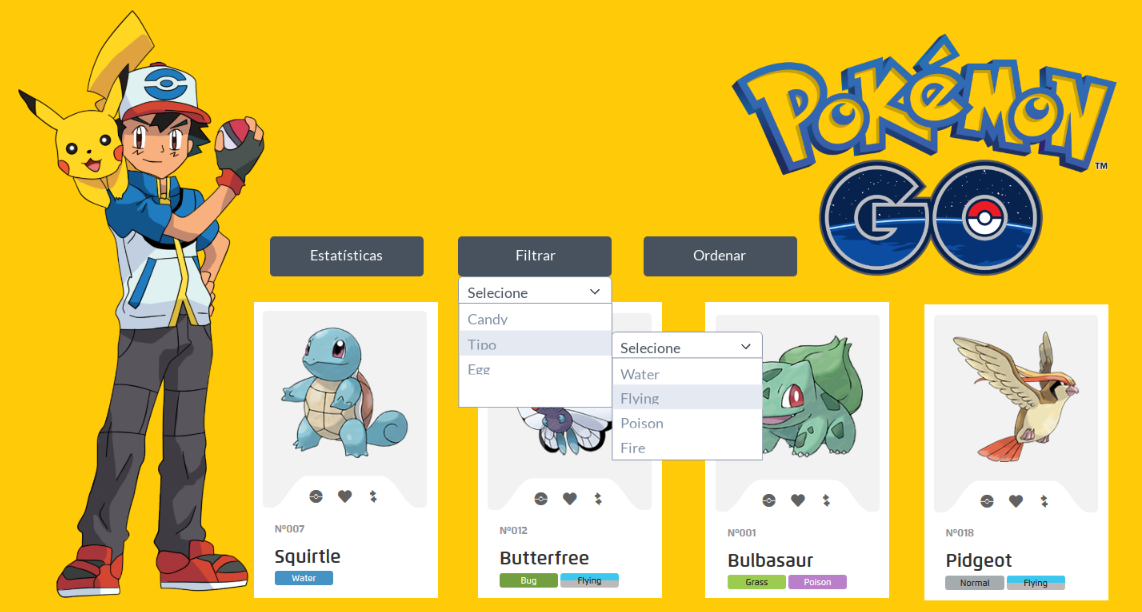 POKéMON
TM
GO
Estatísticas
Filtrar
Ordenar
Selecione
Candy
Tipo
Egg
Selecione
Water
Flying
Poison
Fire
Nº007
Squirtle
Water
Nº012
Butterfree
Bug Flying
Nº001
Bulbasaur
Grass Poison
Nº018
Pidgeot
Normal Flying